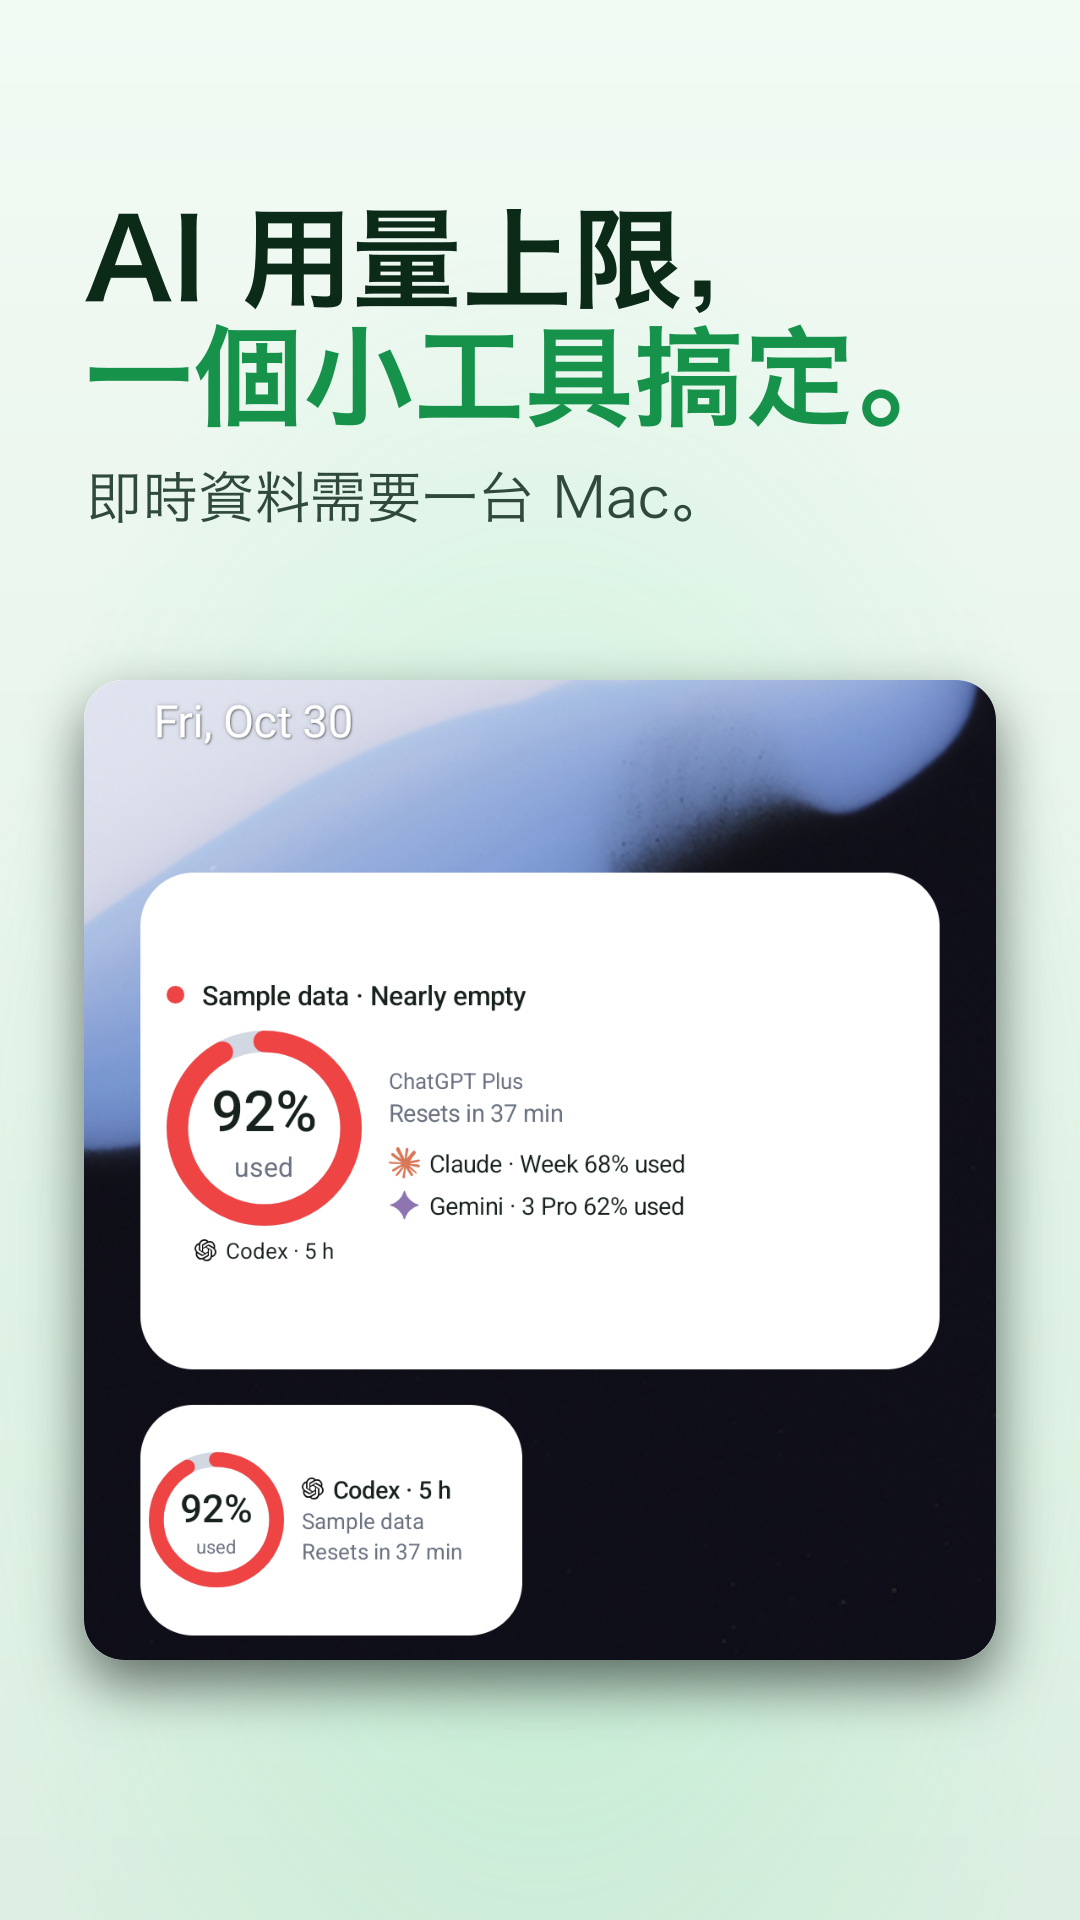 AI 用量上限，
一個小工具搞定。
即時資料需要一台 Mac。
Fri, Oct 30
Sample data · Nearly empty
92%
used
Codex · 5 h
ChatGPT Plus
Resets in 37 min
Claude · Week 68% used
Gemini · 3 Pro 62% used
92%
used
Codex · 5 h
Sample data
Resets in 37 min